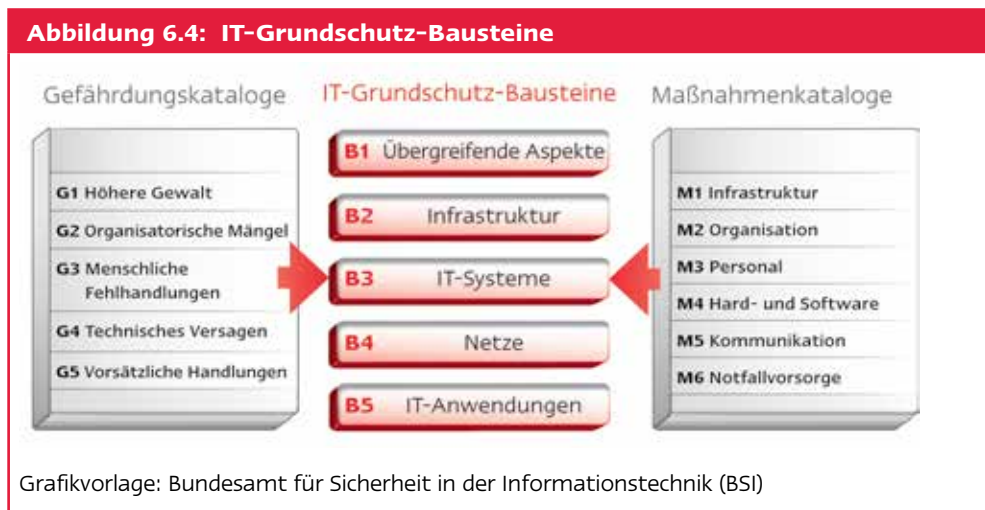 Abbildung 6.4: IT-Grundschutz-Bausteine
Gefährdungskataloge
G1 Höhere Gewalt
G2 Organisatorische Mängel
G3 Menschliche
Fehlhandlungen
G4 Technisches Versagen
G5 Vorsätzliche Handlungen
IT-Grundschutz-Bausteine
B1 Übergreifende Aspekte
B2 Infrastruktur
B3 IT-Systeme
B4 Netze
B5 IT-Anwendungen
Maßnahmenkataloge
M1 Infrastruktur
M2 Organisation
M3 Personal
M4 Hard- und Software
M5 Kommunikation
M6 Notfallvorsorge
Grafikvorlage: Bundesamt für Sicherheit in der Informationstechnik (BSI)